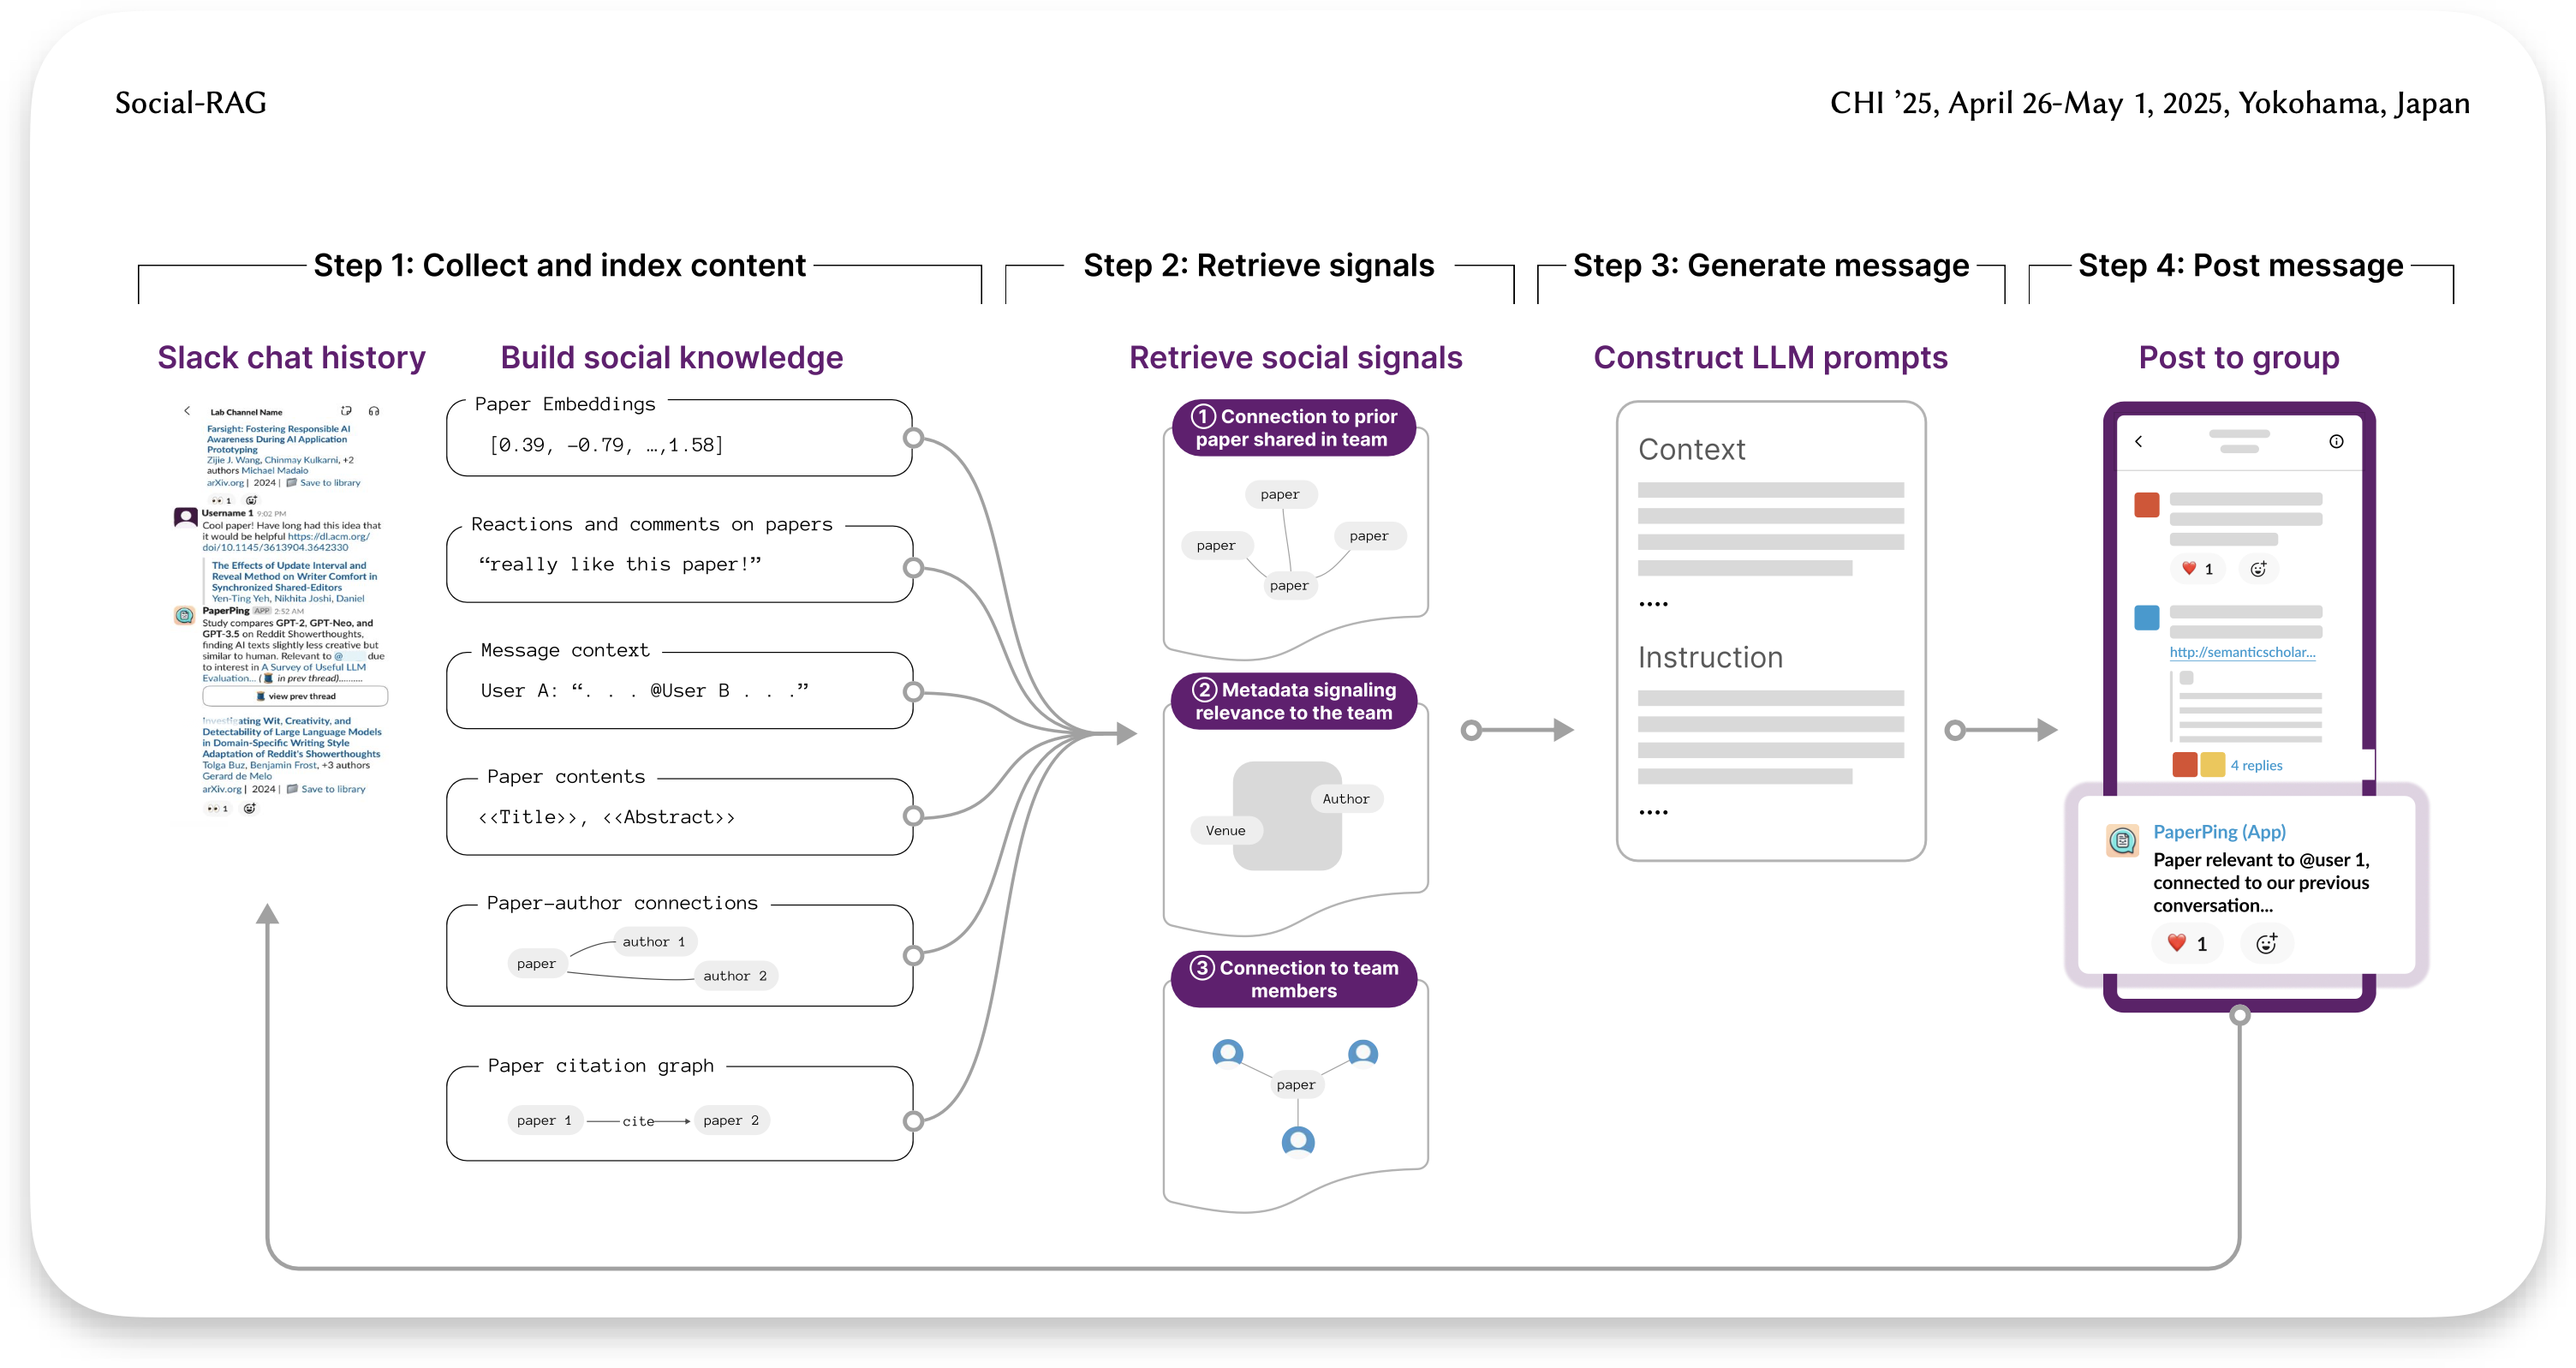 Social-RAG
CHI ’25, April 26-May 1, 2025, Yokohama, Japan
Step 1: Collect and index content
Step 2: Retrieve signals
Step 3: Generate message
Step 4: Post message
Slack chat history
Lab Channel Name
Farsight: Fostering Responsible AI
Awareness During AI Application
Prototyping
Zijie J. Wang, Chinmay Kulkarni, +2
authors Michael Madaio
arXiv.org | 2024 | Save to library
1
Username 1 9:02 PM
Cool paper! Have long had this idea that
it would be helpful https://dl.acm.org/
doi/10.1145/3613904.3642330
The Effects of Update Interval and
Reveal Method on Writer Comfort in
Synchronized Shared-Editors
Yen-Ting Yeh, Nikhita Joshi, Daniel
PaperPing APP 2:52 AM
Study compares GPT-2, GPT-Neo, and
GPT-3.5 on Reddit Showerthoughts,
finding AI texts slightly less creative but
similar to human. Relevant to @ due
to interest in A Survey of Useful LLM
Evaluation... ( in prev thread)..........
view prev thread
Investigating Wit, Creativity, and
Detectability of Large Language Models
in Domain-Specific Writing Style
Adaptation of Reddit's Showerthoughts
Tolga Buz, Benjamin Frost, +3 authors
Gerard de Melo
arXiv.org | 2024 | Save to library
1
Build social knowledge
Paper Embeddings
[0.39, -0.79, …,1.58]
Reactions and comments on papers
“really like this paper!”
Message context
User A: “. . . @User B . . .”
Paper contents
<<Title>>, <<Abstract>>
Paper-author connections
paper
author 1
author 2
Paper citation graph
paper 1
cite
paper 2
Retrieve social signals
① Connection to prior
paper shared in team
paper
paper
paper
paper
② Metadata signaling
relevance to the team
Author
Venue
③ Connection to team
members
paper
Construct LLM prompts
Context
....
Instruction
....
Post to group
1
http://semanticscholar...
4 replies
PaperPing (App)
Paper relevant to @user 1,
connected to our previous
conversation...
1